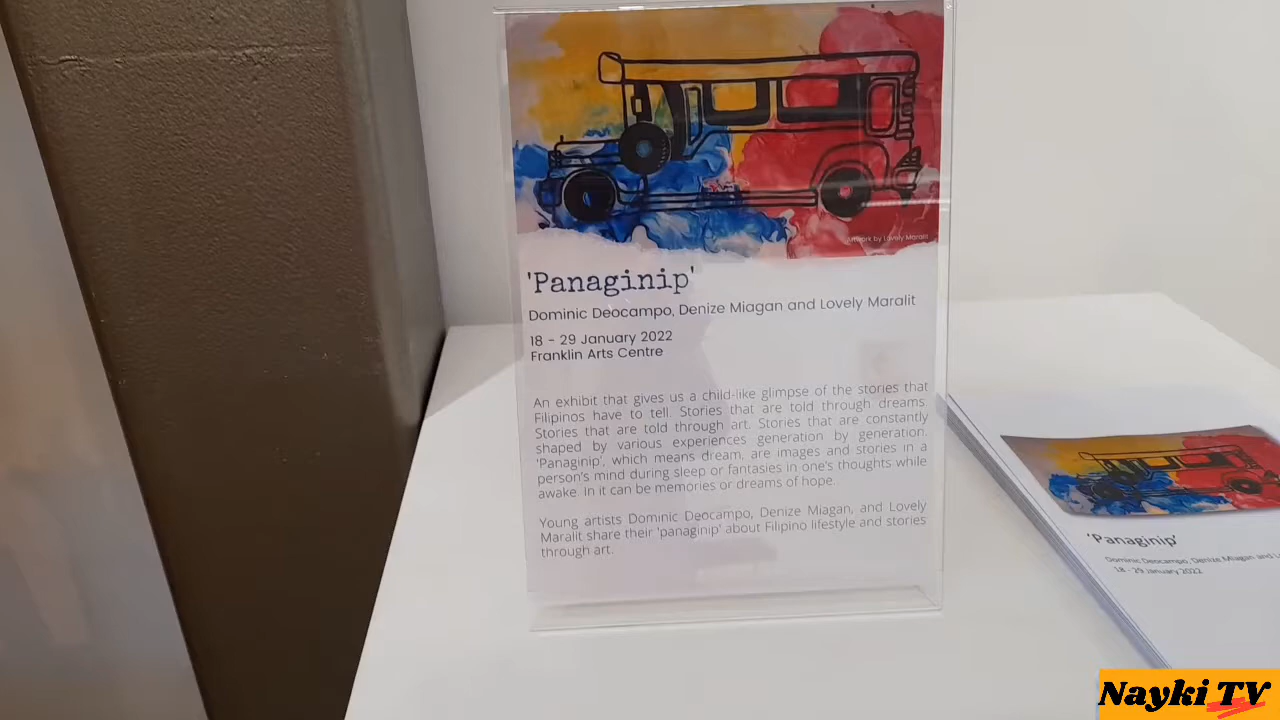 Artwork by Lovely Maralit
'Panaginip'
Dominic Deocampo, Denize Miagan and Lovely Maralit
18 - 29 January 2022
Franklin Arts Centre
An exhibit that gives us a child-like glimpse of the stories that
Filipinos have to tell. Stories that are told through dreams.
Stories that are told through art. Stories that are constantly
shaped by various experiences generation by generation.
'Panaginip', which means dream, are images and stories in a
person's mind during sleep or fantasies in one's thoughts while
awake. In it can be memories or dreams of hope.
Young artists Dominic Deocampo, Denize Miagan, and Lovely
Maralit share their 'panaginip' about Filipino lifestyle and stories
through art.
'Panaginip'
Dominic Deocampo, Denize Miagan and L
18 - 29 January 2022
Nayki TV